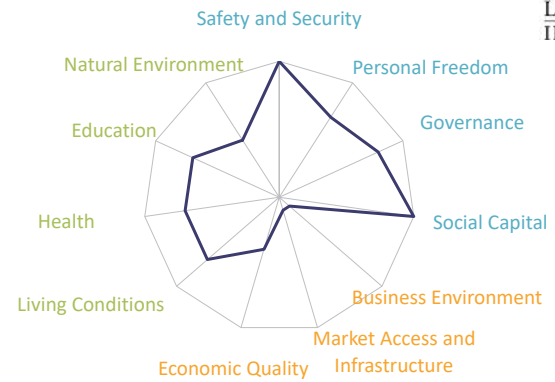 Safety and Security
Natural Environment
Personal Freedom
Education
Governance
Health
Social Capital
Living Conditions
Business Environment
Market Access and
Infrastructure
Economic Quality